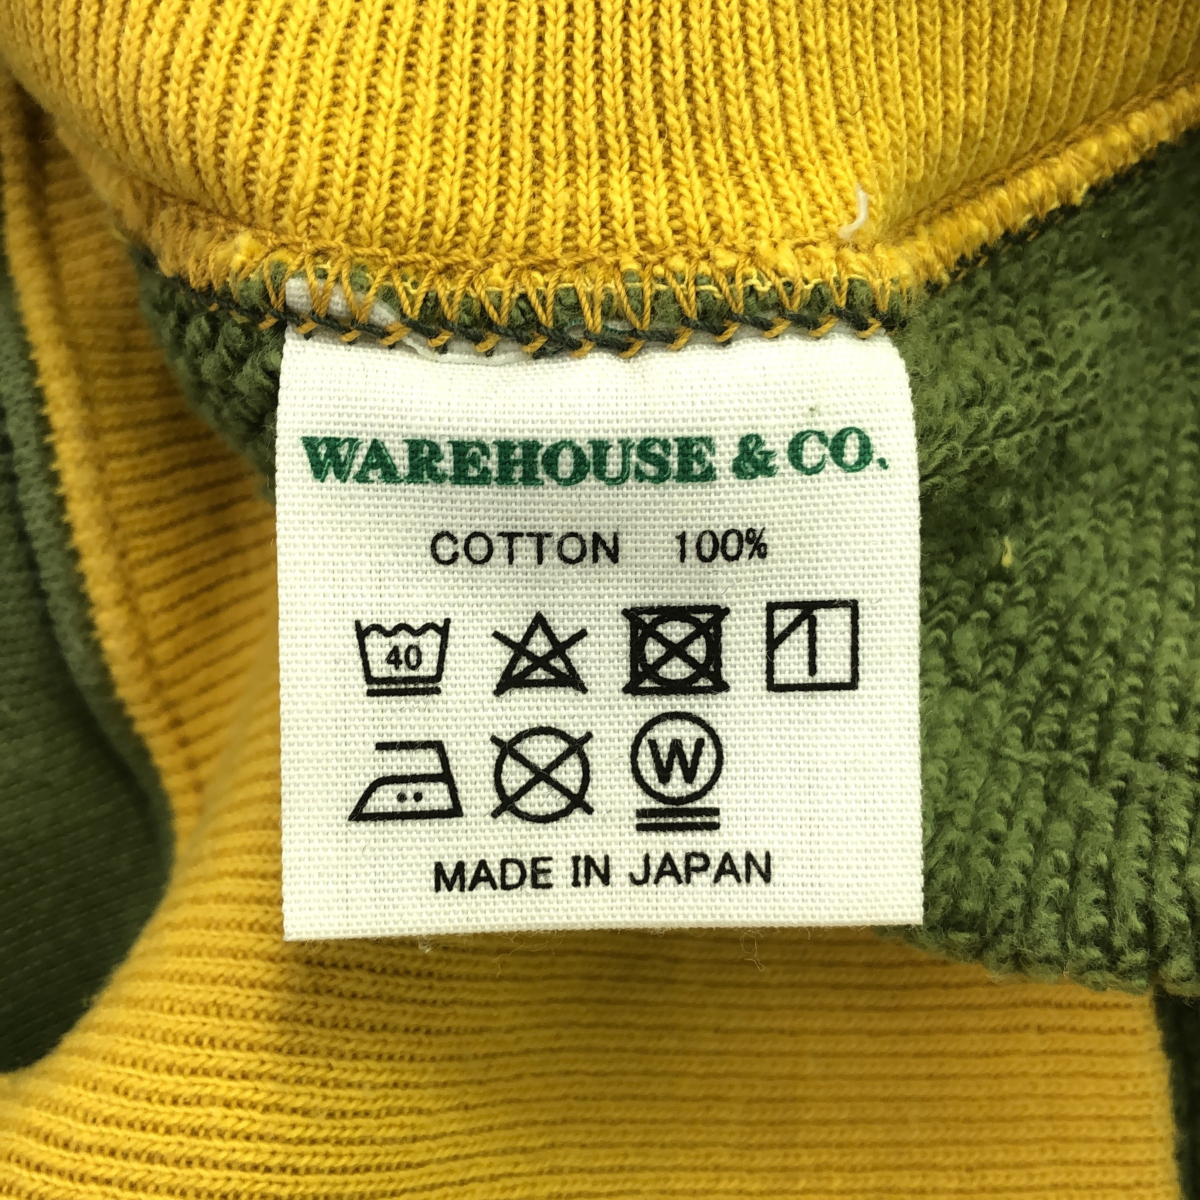 WAREHOUSE & CO.
COTTON 100%
40
W
MADE IN JAPAN